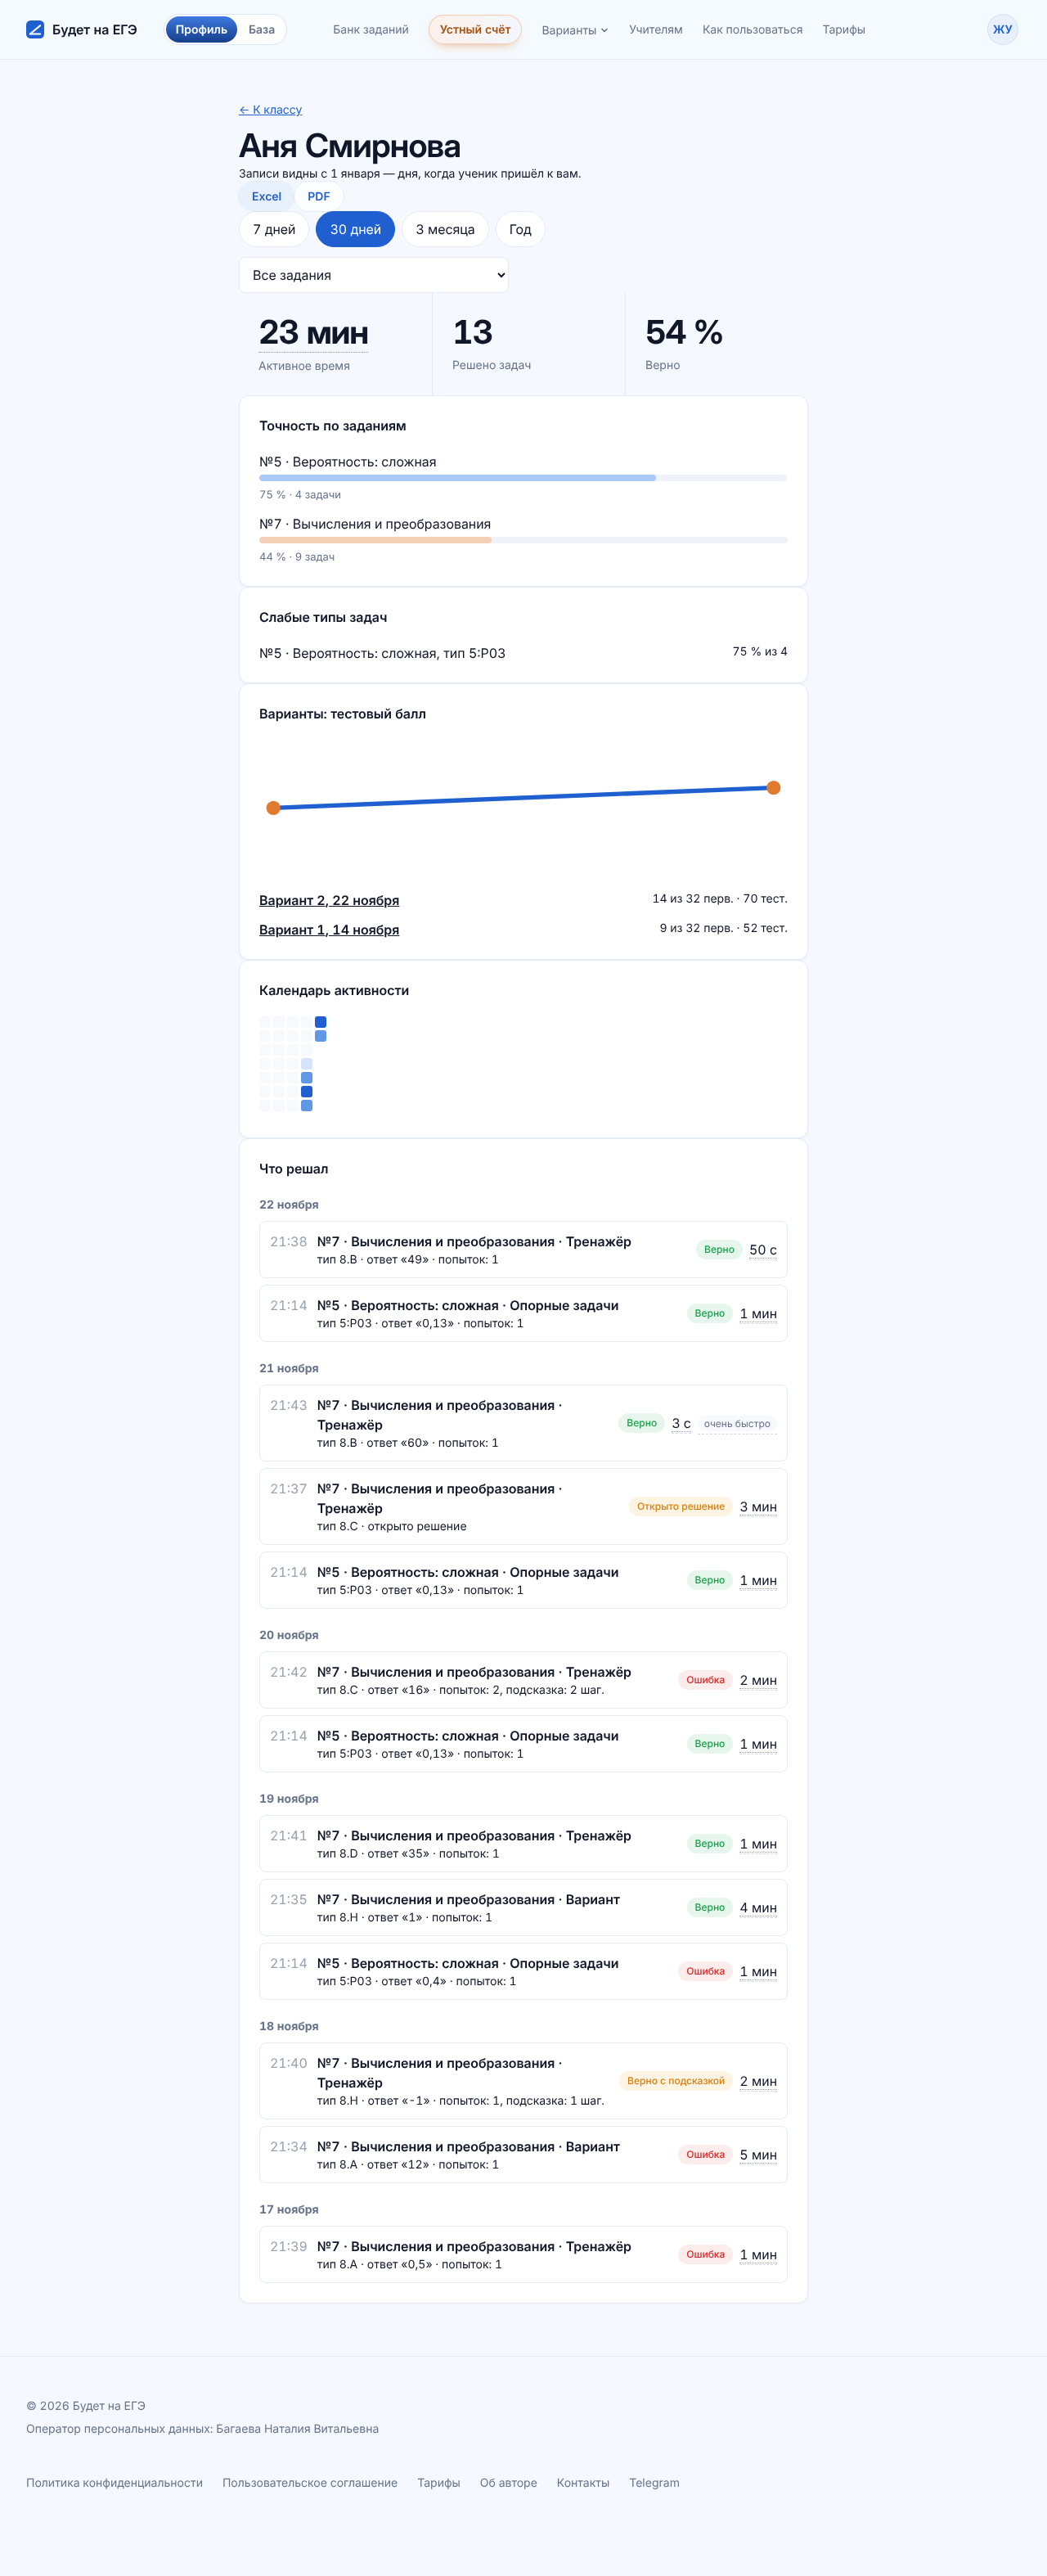 Будет на ЕГЭ
Профиль База
Банк заданий Устный счёт Варианты Учителям Как пользоваться Тарифы
ЖУ
← К классу
Аня Смирнова
Записи видны с 1 января — дня, когда ученик пришёл к вам.
Excel PDF
7 дней 30 дней 3 месяца Год
Все задания
23 мин
Активное время
13
Решено задач
54 %
Верно
Точность по заданиям
№5 · Вероятность: сложная
75 % · 4 задачи
№7 · Вычисления и преобразования
44 % · 9 задач
Слабые типы задач
№5 · Вероятность: сложная, тип 5:P03 75 % из 4
Варианты: тестовый балл
Вариант 2, 22 ноября 14 из 32 перв. · 70 тест.
Вариант 1, 14 ноября 9 из 32 перв. · 52 тест.
Календарь активности
Что решал
22 ноября
21:38 №7 · Вычисления и преобразования · Тренажёр Верно 50 с
тип 8.B · ответ «49» · попыток: 1
21:14 №5 · Вероятность: сложная · Опорные задачи Верно 1 мин
тип 5:P03 · ответ «0,13» · попыток: 1
21 ноября
21:43 №7 · Вычисления и преобразования ·
Тренажёр Верно 3 с очень быстро
тип 8.B · ответ «60» · попыток: 1
21:37 №7 · Вычисления и преобразования ·
Тренажёр Открыто решение 3 мин
тип 8.C · открыто решение
21:14 №5 · Вероятность: сложная · Опорные задачи Верно 1 мин
тип 5:P03 · ответ «0,13» · попыток: 1
20 ноября
21:42 №7 · Вычисления и преобразования · Тренажёр Ошибка 2 мин
тип 8.C · ответ «16» · попыток: 2, подсказка: 2 шаг.
21:14 №5 · Вероятность: сложная · Опорные задачи Верно 1 мин
тип 5:P03 · ответ «0,13» · попыток: 1
19 ноября
21:41 №7 · Вычисления и преобразования · Тренажёр Верно 1 мин
тип 8.D · ответ «35» · попыток: 1
21:35 №7 · Вычисления и преобразования · Вариант Верно 4 мин
тип 8.H · ответ «1» · попыток: 1
21:14 №5 · Вероятность: сложная · Опорные задачи Ошибка 1 мин
тип 5:P03 · ответ «0,4» · попыток: 1
18 ноября
21:40 №7 · Вычисления и преобразования ·
Тренажёр Верно с подсказкой 2 мин
тип 8.H · ответ «-1» · попыток: 1, подсказка: 1 шаг.
21:34 №7 · Вычисления и преобразования · Вариант Ошибка 5 мин
тип 8.A · ответ «12» · попыток: 1
17 ноября
21:39 №7 · Вычисления и преобразования · Тренажёр Ошибка 1 мин
тип 8.A · ответ «0,5» · попыток: 1
© 2026 Будет на ЕГЭ
Оператор персональных данных: Багаева Наталия Витальевна
Политика конфиденциальности Пользовательское соглашение Тарифы Об авторе Контакты Telegram